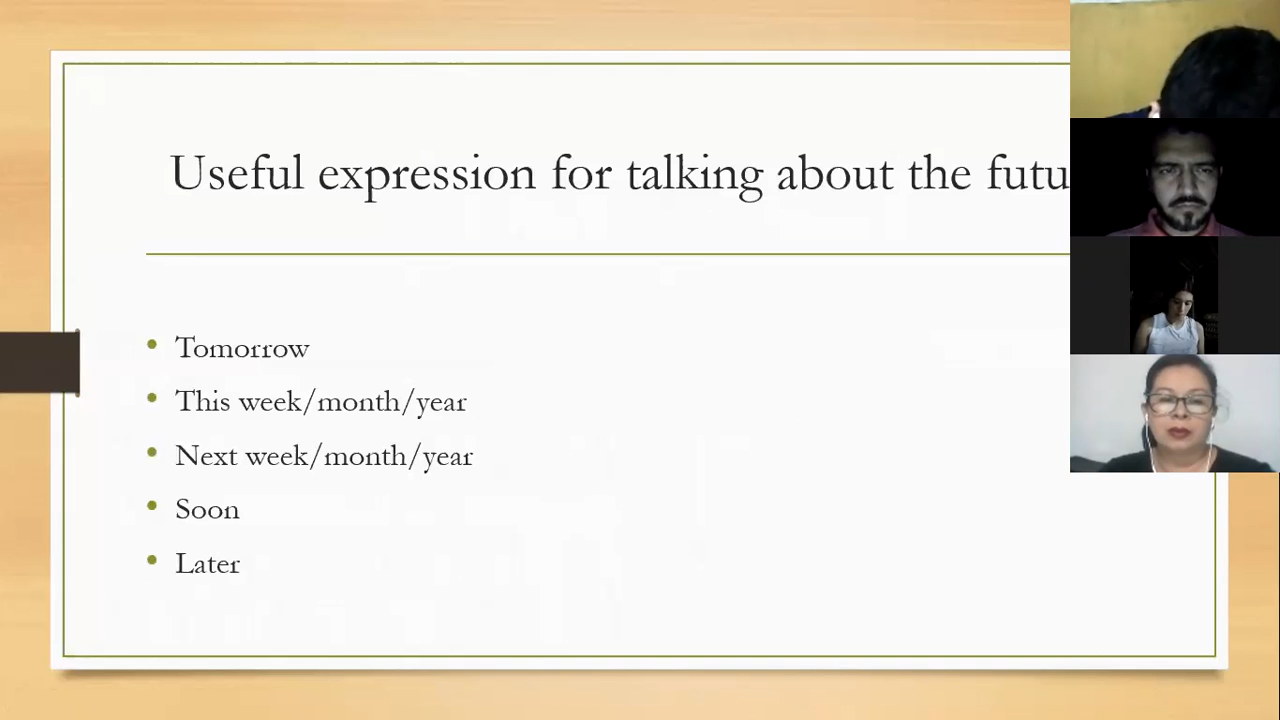 Useful expression for talking about the futu
Tomorrow
This week/month/year
Next week/month/year
Soon
Later